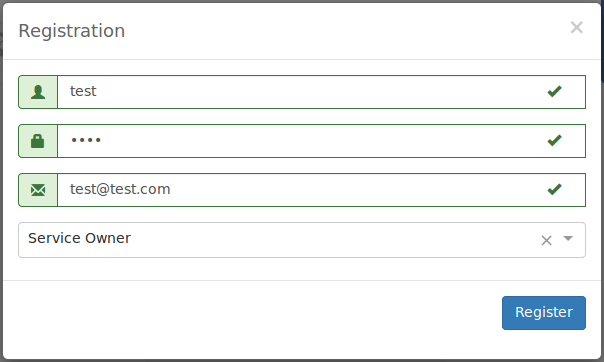 Registration
×
test
••••
test@test.com
Service Owner ×
Register